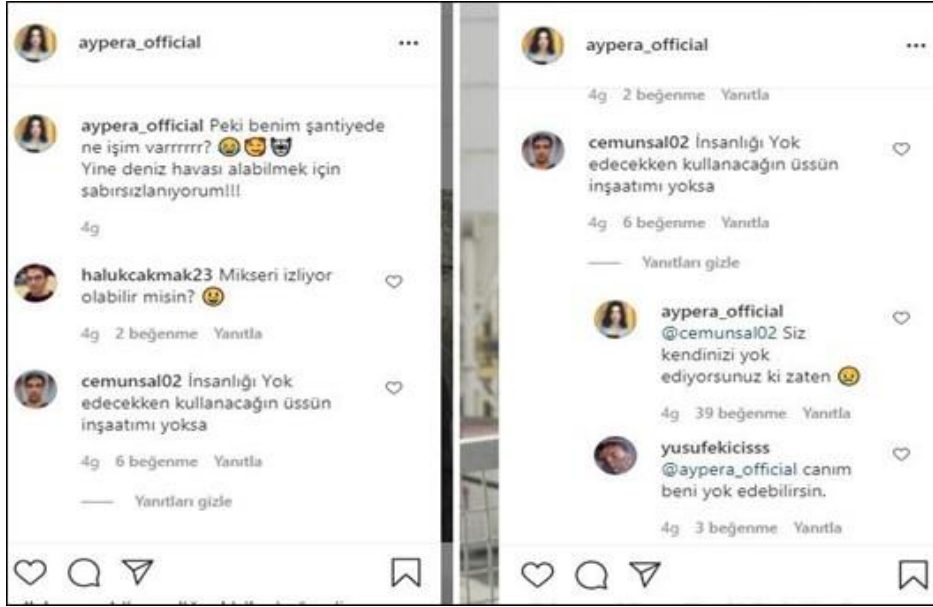 aypera_official
aypera_official Peki benim şantiyede
ne işim varrrrrr? 😂🥰😈
Yine deniz havası alabilmek için
sabırsızlanıyorum!!!
4g
halukcakmak23 Mikseri izliyor
olabilir misin? 😀
4g 2 beğenme Yanıtla
cemunsal02 İnsanlığı Yok
edecekken kullanacağın üssün
inşaatımı yoksa
4g 6 beğenme Yanıtla
Yanıtları gizle
aypera_official
4g 2 beğenme Yanıtla
cemunsal02 İnsanlığı Yok
edecekken kullanacağın üssün
inşaatımı yoksa
4g 6 beğenme Yanıtla
Yanıtları gizle
aypera_official
@cemunsal02 Siz
kendinizi yok
ediyorsunuz ki zaten 😢
4g 39 beğenme Yanıtla
yusufekicisss
@aypera_official canım
beni yok edebilirsin.
4g 3 beğenme Yanıtla